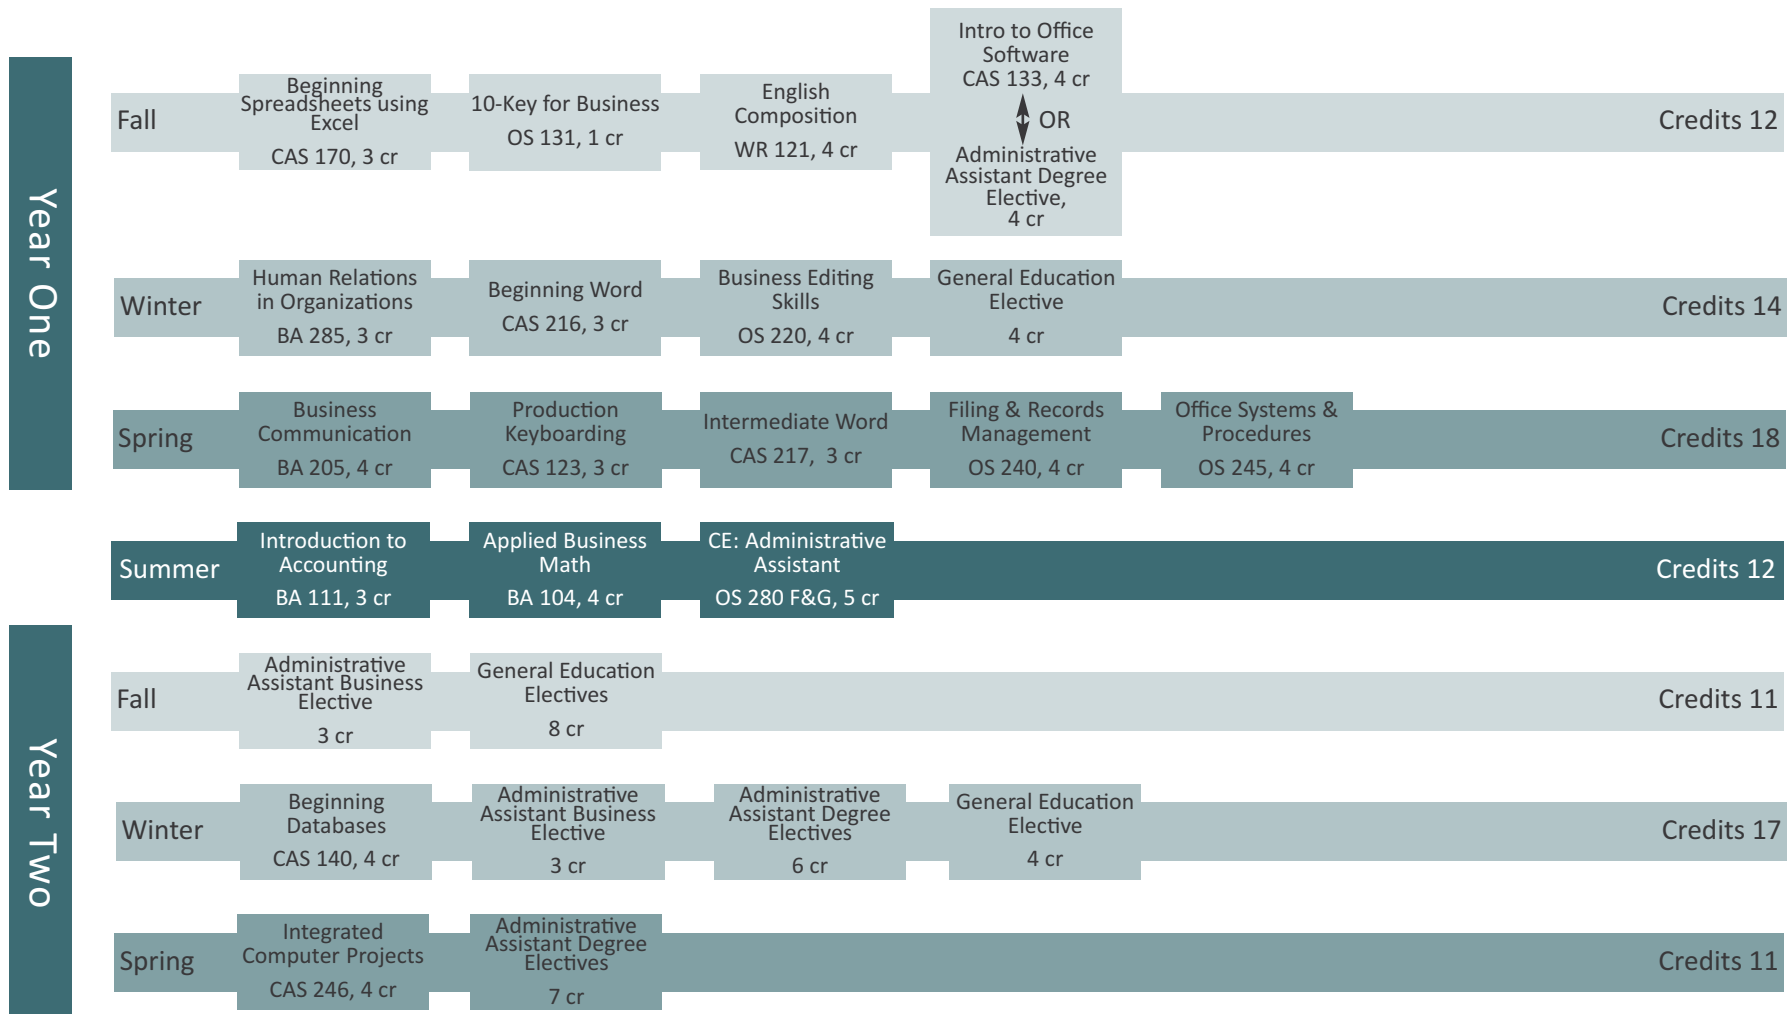 Year One
Fall
Beginning
Spreadsheets using
Excel
CAS 170, 3 cr
10-Key for Business
OS 131, 1 cr
English
Composition
WR 121, 4 cr
Intro to Office
Software
CAS 133, 4 cr
OR
Administrative
Assistant Degree
Elective,
4 cr
Credits 12
Winter
Human Relations
in Organizations
BA 285, 3 cr
Beginning Word
CAS 216, 3 cr
Business Editing
Skills
OS 220, 4 cr
General Education
Elective
4 cr
Credits 14
Spring
Business
Communication
BA 205, 4 cr
Production
Keyboarding
CAS 123, 3 cr
Intermediate Word
CAS 217,  3 cr
Filing & Records
Management
OS 240, 4 cr
Office Systems &
Procedures
OS 245, 4 cr
Credits 18
Summer
Introduction to
Accounting
BA 111, 3 cr
Applied Business
Math
BA 104, 4 cr
CE: Administrative
Assistant
OS 280 F&G, 5 cr
Credits 12
Year Two
Fall
Administrative
Assistant Business
Elective
3 cr
General Education
Electives
8 cr
Credits 11
Winter
Beginning
Databases
CAS 140, 4 cr
Administrative
Assistant Business
Elective
3 cr
Administrative
Assistant Degree
Electives
6 cr
General Education
Elective
4 cr
Credits 17
Spring
Integrated
Computer Projects
CAS 246, 4 cr
Administrative
Assistant Degree
Electives
7 cr
Credits 11